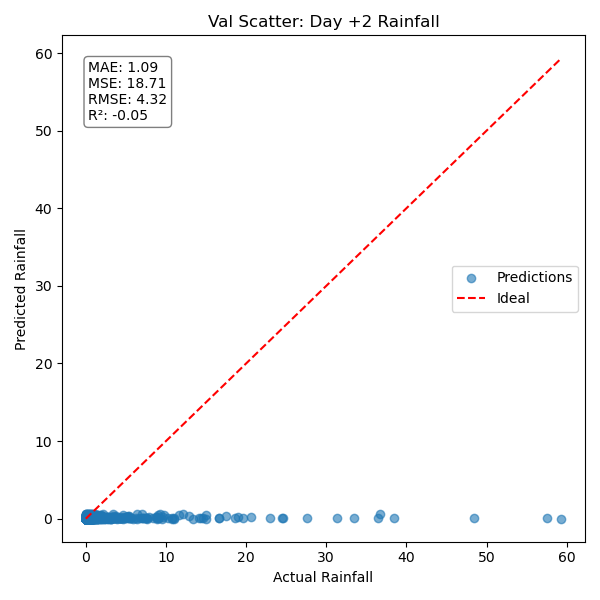 Val Scatter: Day +2 Rainfall
MAE: 1.09
MSE: 18.71
RMSE: 4.32
R²: -0.05
60
50
40
30
20
10
0
Predicted Rainfall
Predictions
Ideal
0 10 20 30 40 50 60
Actual Rainfall